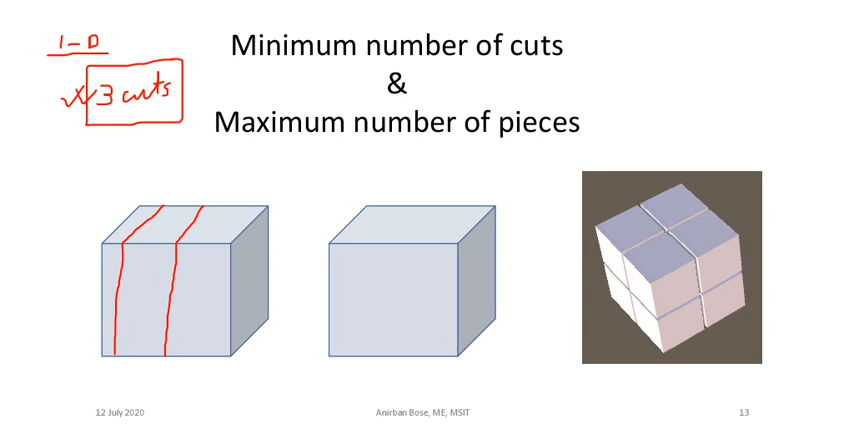 1-D
3 cuts
Minimum number of cuts
&
Maximum number of pieces
12 July 2020
Anirban Bose, ME, MSIT
13